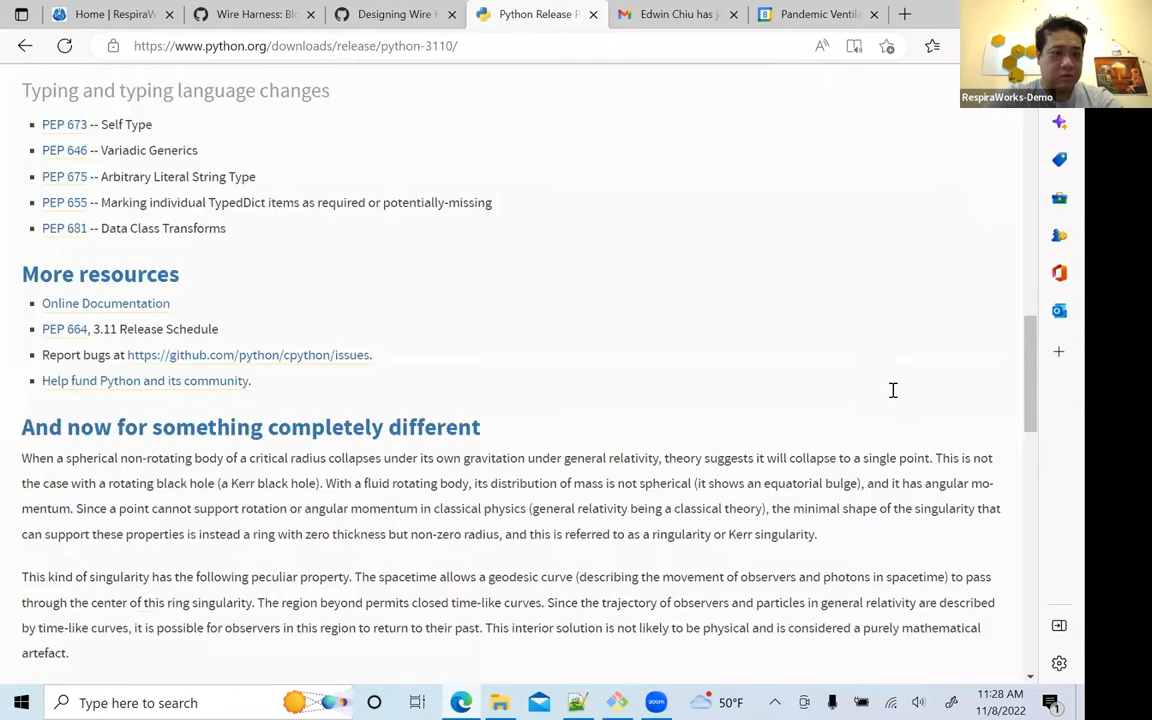 Home | RespiraW
Wire Harness: Blo
Designing Wire H
Python Release P
Edwin Chiu has j
8 Pandemic Ventila
https://www.python.org/downloads/release/python-3110/
RespiraWorks-Demo
Typing and typing language changes
PEP 673 -- Self Type
PEP 646 -- Variadic Generics
PEP 675 -- Arbitrary Literal String Type
PEP 655 -- Marking individual TypedDict items as required or potentially-missing
PEP 681 -- Data Class Transforms
More resources
Online Documentation
PEP 664, 3.11 Release Schedule
Report bugs at https://github.com/python/cpython/issues.
Help fund Python and its community.
And now for something completely different
When a spherical non-rotating body of a critical radius collapses under its own gravitation under general relativity, theory suggests it will collapse to a single point. This is not
the case with a rotating black hole (a Kerr black hole). With a fluid rotating body, its distribution of mass is not spherical (it shows an equatorial bulge), and it has angular mo-
mentum. Since a point cannot support rotation or angular momentum in classical physics (general relativity being a classical theory), the minimal shape of the singularity that
can support these properties is instead a ring with zero thickness but non-zero radius, and this is referred to as a ringularity or Kerr singularity.
This kind of singularity has the following peculiar property. The spacetime allows a geodesic curve (describing the movement of observers and photons in spacetime) to pass
through the center of this ring singularity. The region beyond permits closed time-like curves. Since the trajectory of observers and particles in general relativity are described
by time-like curves, it is possible for observers in this region to return to their past. This interior solution is not likely to be physical and is considered a purely mathematical
artefact.
Type here to search
zoom
50°F
11:28 AM
11/8/2022
1